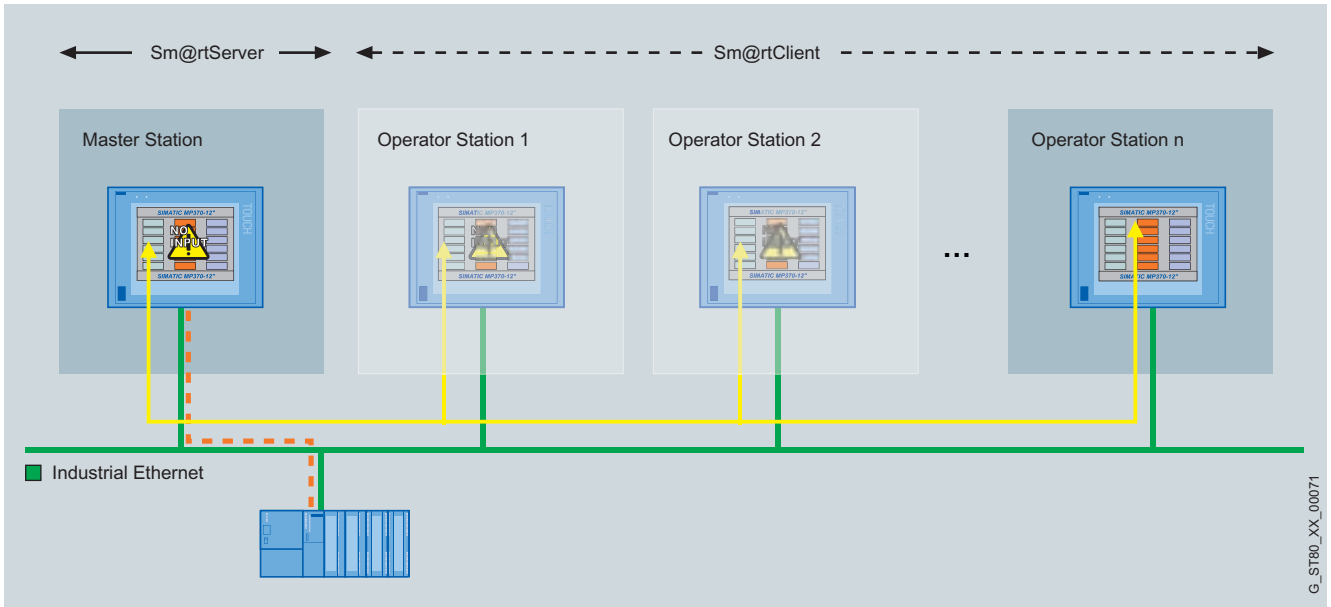 Sm@rtServer
Sm@rtClient
Master Station
Operator Station 1
Operator Station 2
Operator Station n
SIMATIC MP370-12"
TOUCH
NO
INPUT
!
SIMATIC MP370-12"
SIMATIC MP370-12"
NO
INPUT
SIMATIC MP370-12"
SIMATIC MP370-12"
SIMATIC MP370-12"
...
SIMATIC MP370-12"
TOUCH
SIMATIC MP370-12"
Industrial Ethernet
G_ST80_XX_00071